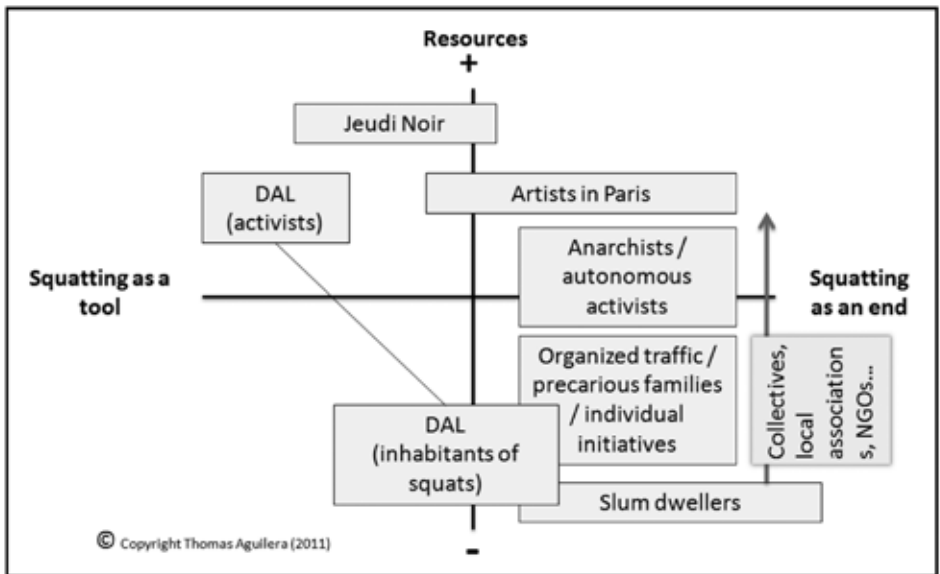 Resources
+
Jeudi Noir
DAL
(activists)
Artists in Paris
Anarchists /
autonomous
activists
Squatting as a
tool
Squatting
as an end
Organized traffic /
precarious families
/ individual
initiatives
Collectives,
local
association
s, NGOs...
DAL
(inhabitants of
squats)
Slum dwellers
© Copyright Thomas Aguilera (2011)
-